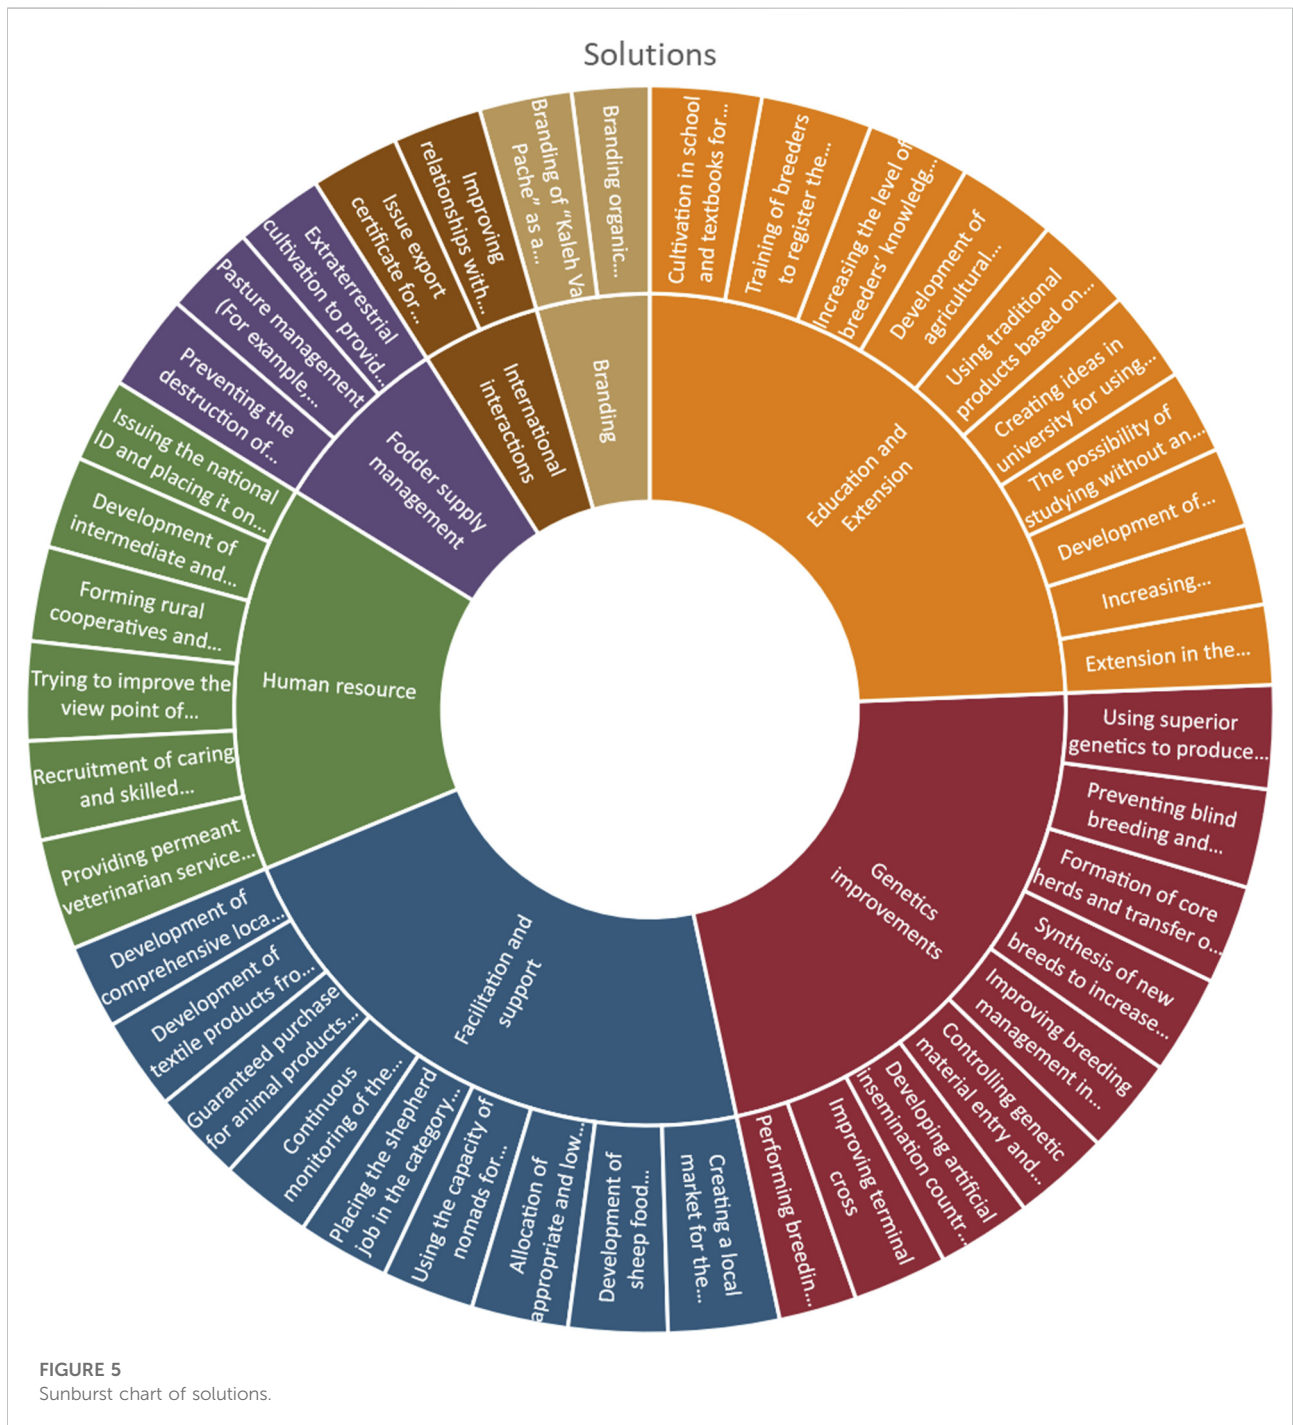 Solutions
Cultivation in school
and textbooks for...
Training of breeders
to register the...
Increasing the level of
breeders' knowledg...
Development of
agricultural...
Using traditional
products based on...
Creating ideas in
university for using...
The possibility of
studying without an...
Development of...
Increasing...
Extension in the...
Education and
Extension
Using superior
genetics to produce...
Preventing blind
breeding and...
Formation of core
herds and transfer o...
Synthesis of new
breeds to increase...
Improving breeding
management in...
Controlling genetic
material entry and...
Developing artificial
insemination countr...
Improving terminal
cross
Performing breedin...
Genetics
improvements
Creating a local
market for the...
Development of
sheep food...
Allocation of
appropriate and low...
Using the capacity of
nomads for...
Placing the shepherd
job in the category...
Continuous
monitoring of the...
Guaranteed purchase
for animal products...
Development of
textile products fro...
Development of
comprehensive loca...
Facilitation and
support
Providing permeant
veterinarian service...
Recruitment of caring
and skilled...
Trying to improve the
view point of...
Forming rural
cooperatives and...
Development of
intermediate and...
Issuing the national
ID and placing it on...
Human resource
Preventing the
destruction of...
Pasture management
(For example,...
Extraterrestrial
cultivation to provid...
Fodder supply
management
Issue export
certificate for...
Improving
relationships with...
International
interactions
Branding of "Kaleh Va
Pache" as a...
Branding organic...
Branding
FIGURE 5
Sunburst chart of solutions.